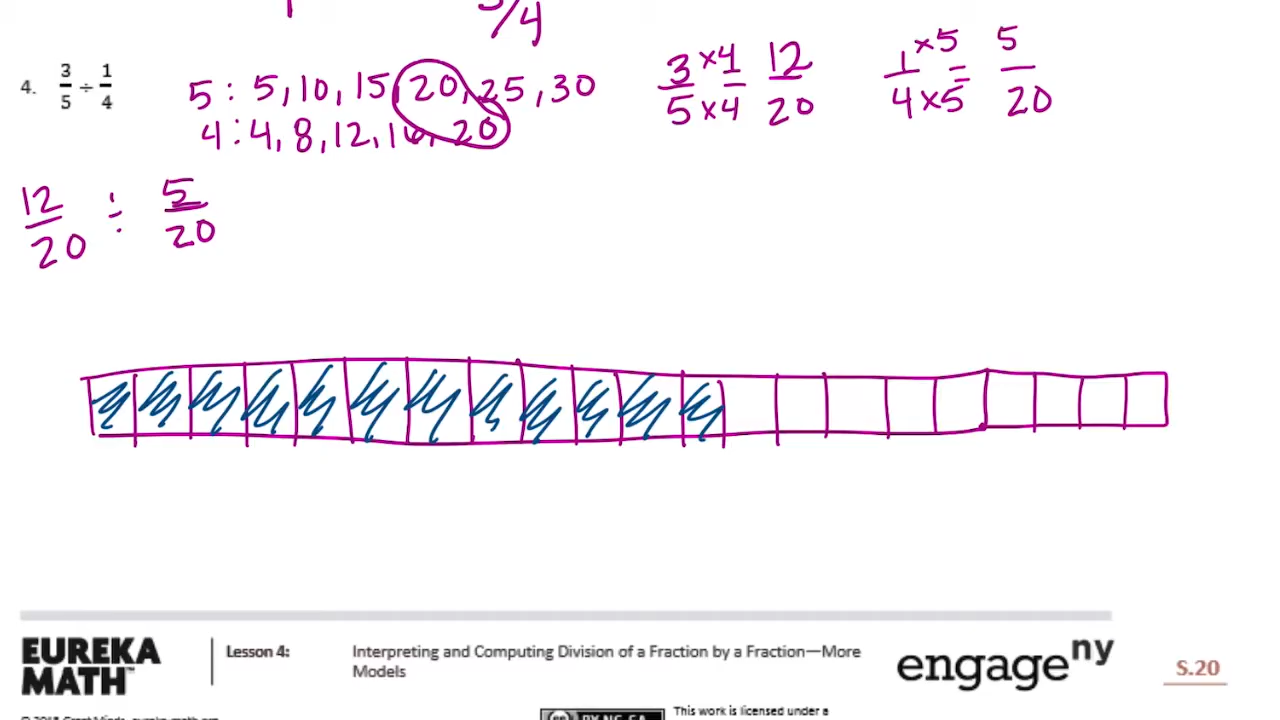 3/4
4. 3/5 ÷ 1/4
5 : 5, 10, 15, 20, 25, 30
4 : 4, 8, 12, 16, 20
3 ×4 / 5 ×4 = 12/20
1 ×5 / 4 ×5 = 5/20
12/20 ÷ 5/20
EUREKA
MATH™
Lesson 4:
Interpreting and Computing Division of a Fraction by a Fraction—More
Models
engage ny
S.20
This work is licensed under a